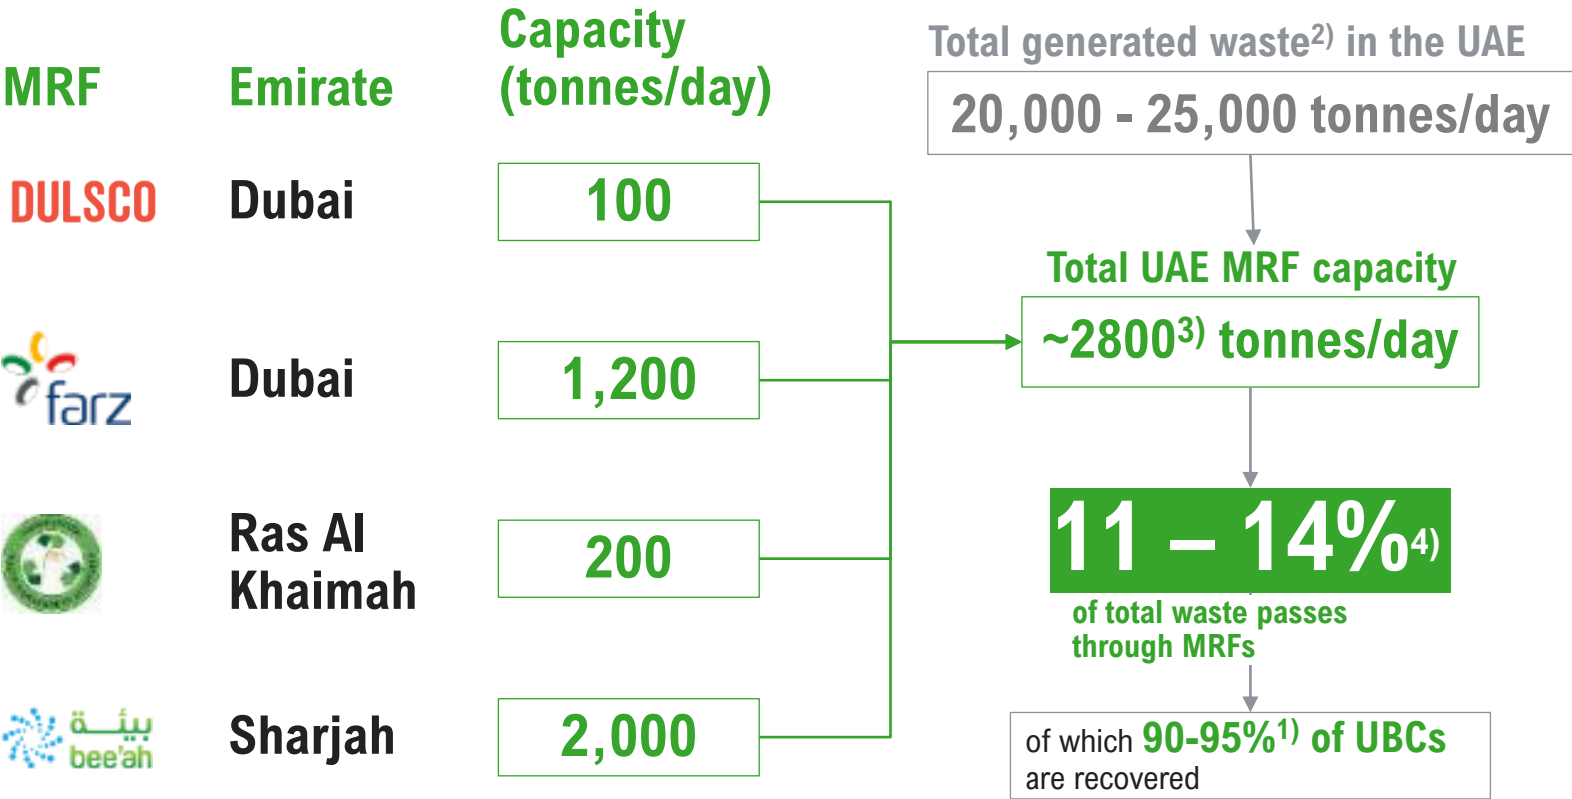 MRF
Emirate
Capacity
(tonnes/day)
DULSCO
Dubai
100
farz
Dubai
1,200
Ras Al
Khaimah
200
بيئــة
bee'ah
Sharjah
2,000
Total generated waste2) in the UAE
20,000 - 25,000 tonnes/day
Total UAE MRF capacity
~28003) tonnes/day
11 – 14%4)
of total waste passes
through MRFs
of which 90-95%1) of UBCs
are recovered